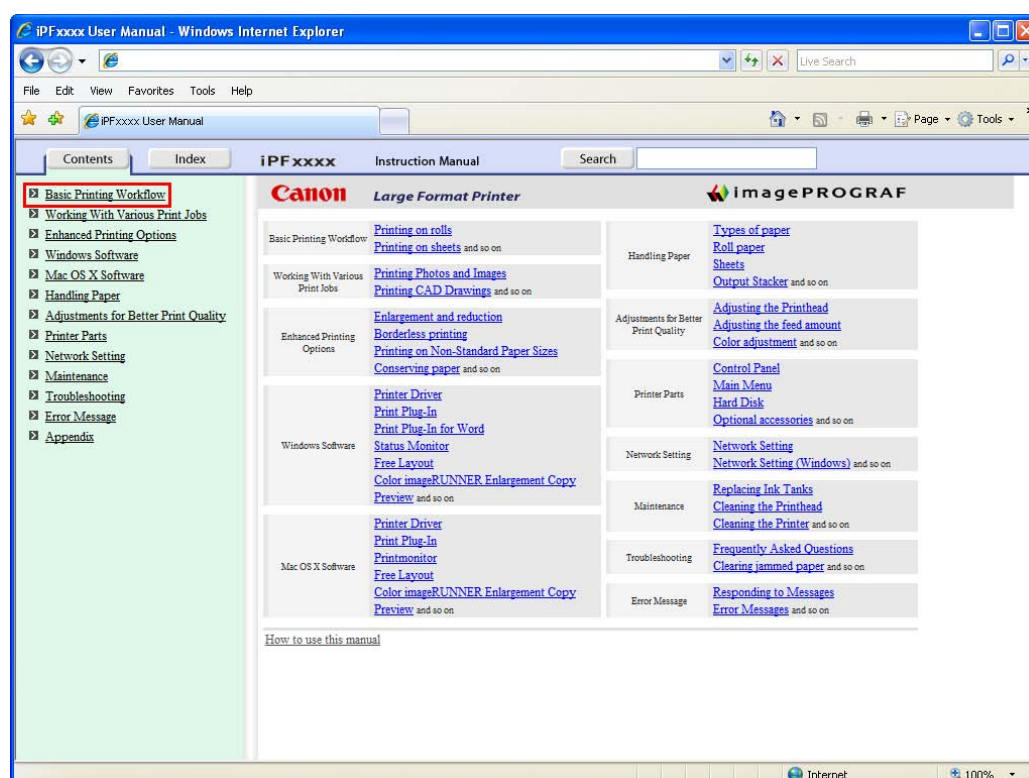 iPFxxxx User Manual - Windows Internet Explorer
Live Search
File Edit View Favorites Tools Help
iPFxxxx User Manual
Page Tools
Contents Index iPFxxxx Instruction Manual Search
Basic Printing Workflow
Working With Various Print Jobs
Enhanced Printing Options
Windows Software
Mac OS X Software
Handling Paper
Adjustments for Better Print Quality
Printer Parts
Network Setting
Maintenance
Troubleshooting
Error Message
Appendix
Canon Large Format Printer imagePROGRAF
Basic Printing Workflow
Printing on rolls
Printing on sheets and so on
Working With Various
Print Jobs
Printing Photos and Images
Printing CAD Drawings and so on
Enhanced Printing
Options
Enlargement and reduction
Borderless printing
Printing on Non-Standard Paper Sizes
Conserving paper and so on
Windows Software
Printer Driver
Print Plug-In
Print Plug-In for Word
Status Monitor
Free Layout
Color imageRUNNER Enlargement Copy
Preview and so on
Mac OS X Software
Printer Driver
Print Plug-In
Printmonitor
Free Layout
Color imageRUNNER Enlargement Copy
Preview and so on
Handling Paper
Types of paper
Roll paper
Sheets
Output Stacker and so on
Adjustments for Better
Print Quality
Adjusting the Printhead
Adjusting the feed amount
Color adjustment and so on
Printer Parts
Control Panel
Main Menu
Hard Disk
Optional accessories and so on
Network Setting
Network Setting
Network Setting (Windows) and so on
Maintenance
Replacing Ink Tanks
Cleaning the Printhead
Cleaning the Printer and so on
Troubleshooting
Frequently Asked Questions
Clearing jammed paper and so on
Error Message
Responding to Messages
Error Messages and so on
How to use this manual
Internet 100%